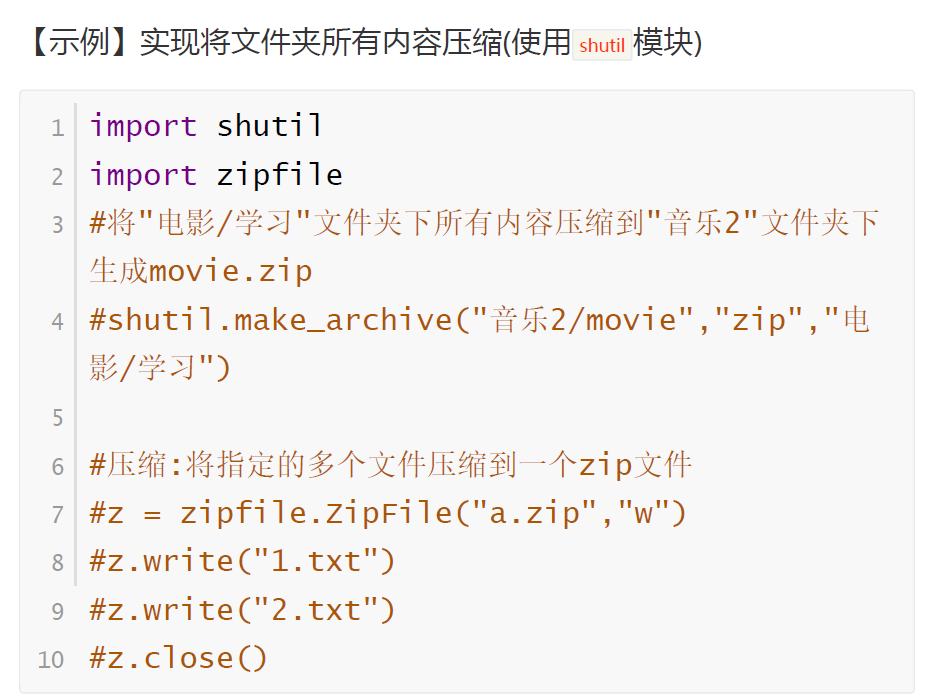 【示例】实现将文件夹所有内容压缩(使用shutil模块)
1 import shutil
2 import zipfile
3 #将"电影/学习"文件夹下所有内容压缩到"音乐2"文件夹下
生成movie.zip
4 #shutil.make_archive("音乐2/movie","zip","电
影/学习")
5
6 #压缩:将指定的多个文件压缩到一个zip文件
7 #z = zipfile.ZipFile("a.zip","w")
8 #z.write("1.txt")
9 #z.write("2.txt")
10 #z.close()